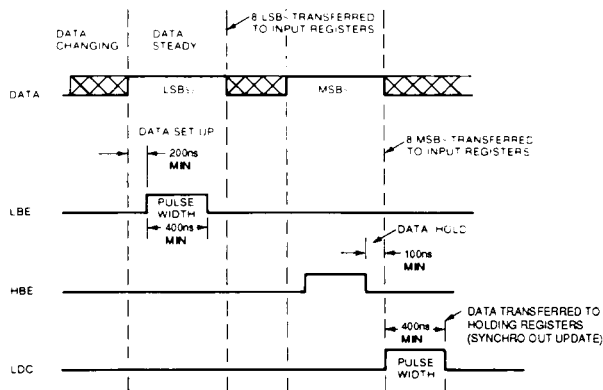 8 LSBs TRANSFERRED
TO INPUT REGISTERS
DATA
CHANGING
DATA
STEADY
DATA
LSBs
MSBs
DATA SET UP
200ns
MIN
8 MSBs TRANSFERRED
TO INPUT REGISTERS
LBE
PULSE
WIDTH
400ns
MIN
DATA HOLD
100ns
MIN
HBE
400ns
MIN
DATA TRANSFERRED TO
HOLDING REGISTERS
(SYNCHRO OUT UPDATE)
LDC
PULSE
WIDTH